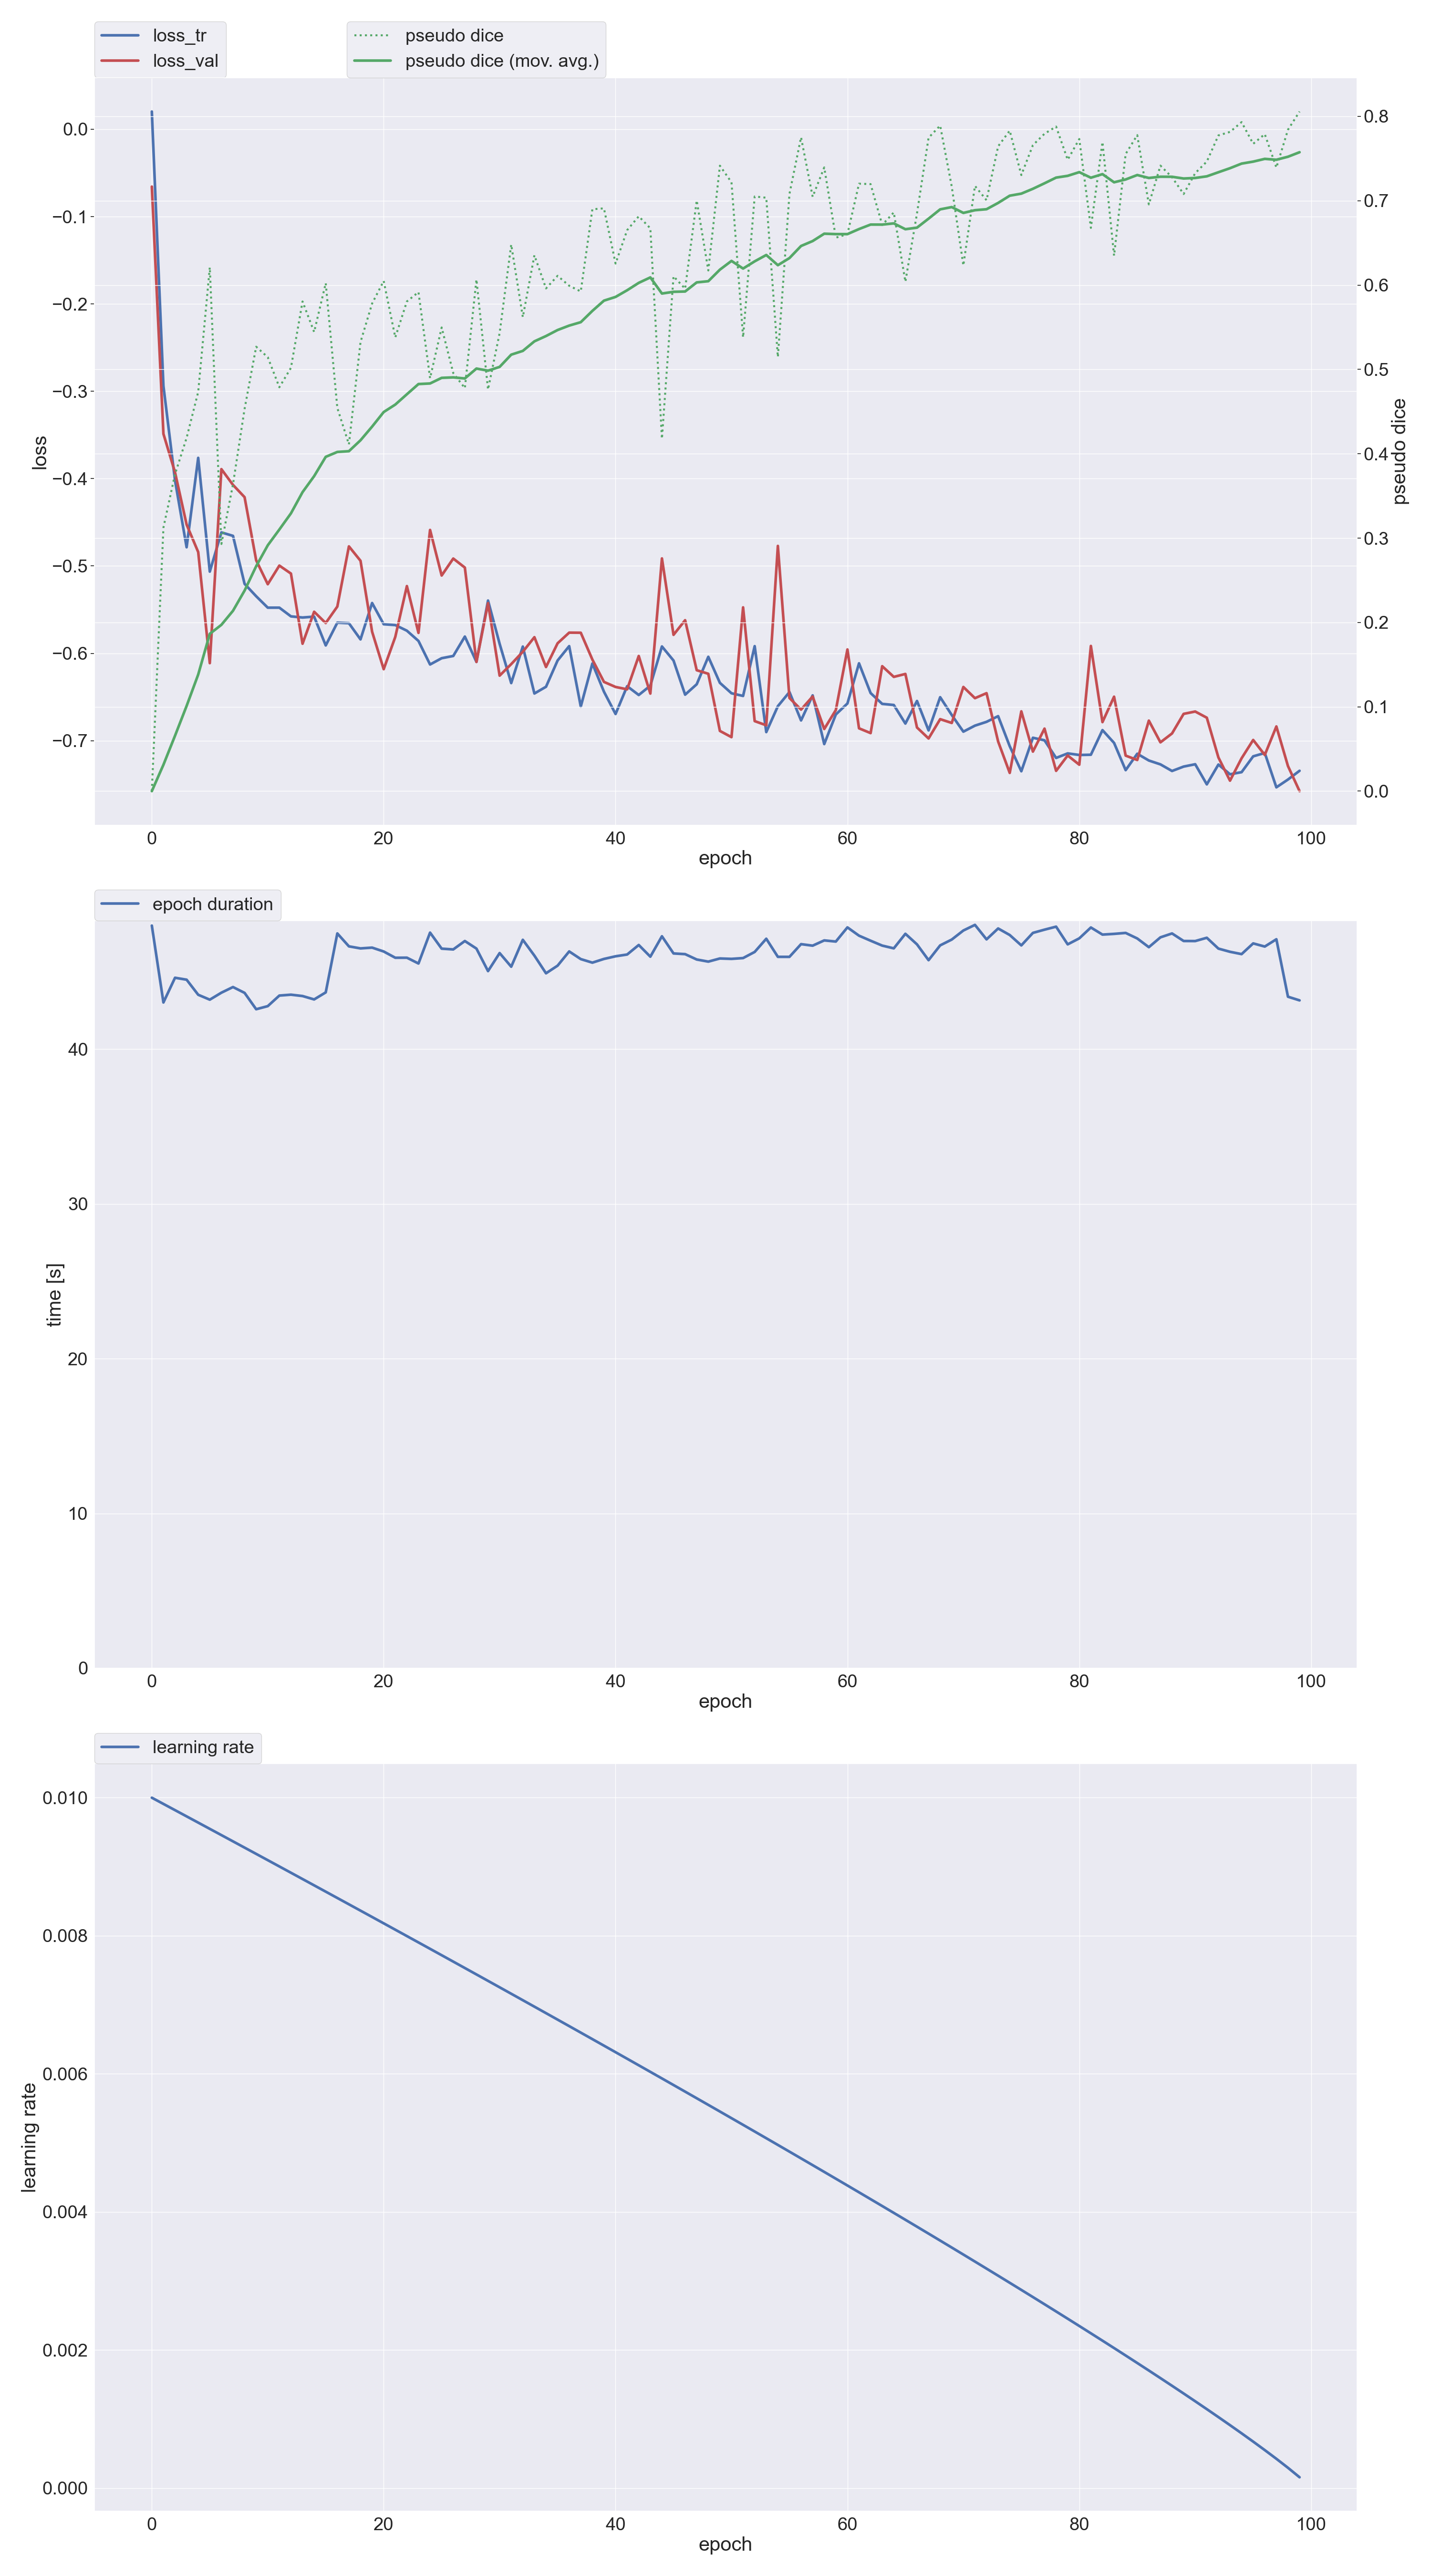 loss_tr
loss_val
pseudo dice
pseudo dice (mov. avg.)
0.0
−0.1
−0.2
−0.3
−0.4
−0.5
−0.6
−0.7
loss
0.8
0.7
0.6
0.5
0.4
0.3
0.2
0.1
0.0
pseudo dice
0 20 40 60 80 100
epoch
epoch duration
40
30
20
10
0
time [s]
0 20 40 60 80 100
epoch
learning rate
0.010
0.008
0.006
0.004
0.002
0.000
learning rate
0 20 40 60 80 100
epoch